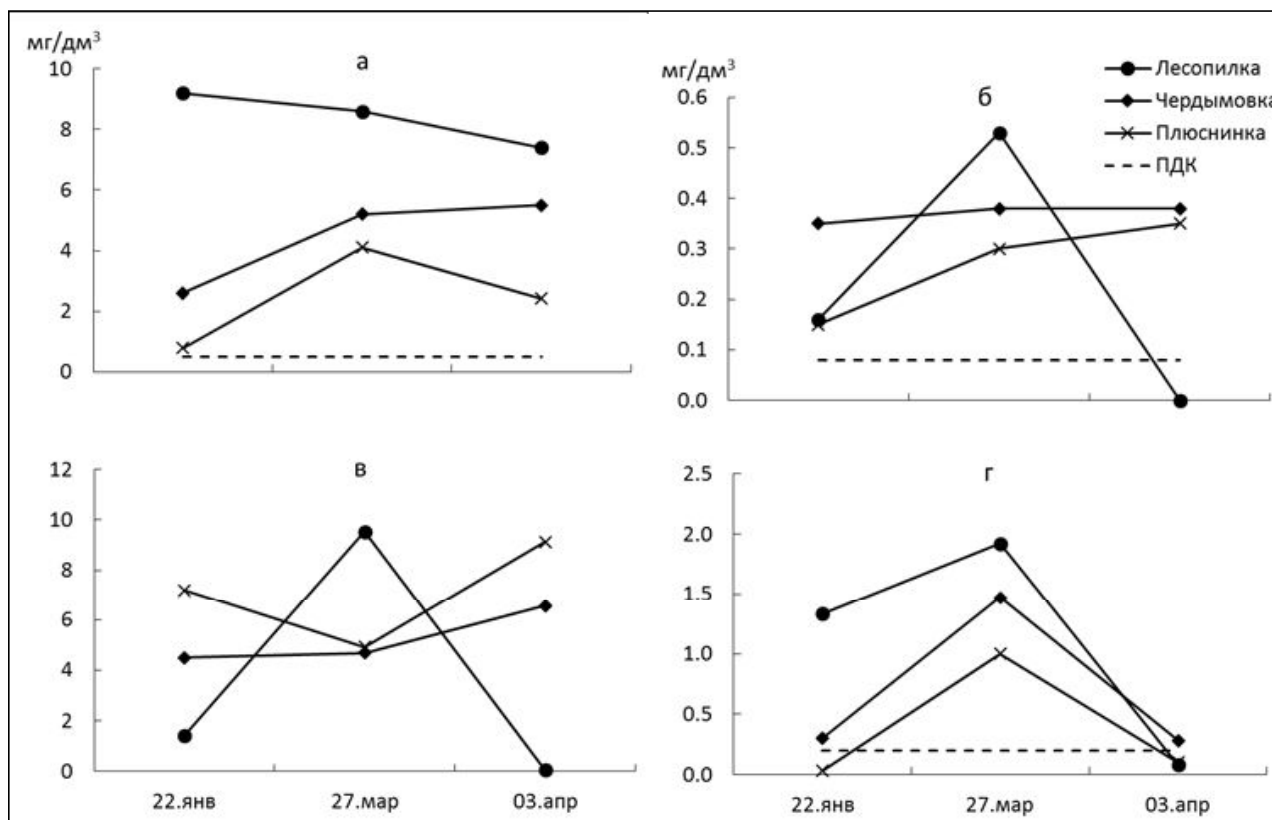 мг/дм³
а
10
8
6
4
2
0
мг/дм³
б
0.6
0.5
0.4
0.3
0.2
0.1
0.0
Лесопилка
Чердымовка
Плюснинка
ПДК
в
12
10
8
6
4
2
0
22.янв
27.мар
03.апр
г
2.5
2.0
1.5
1.0
0.5
0.0
22.янв
27.мар
03.апр